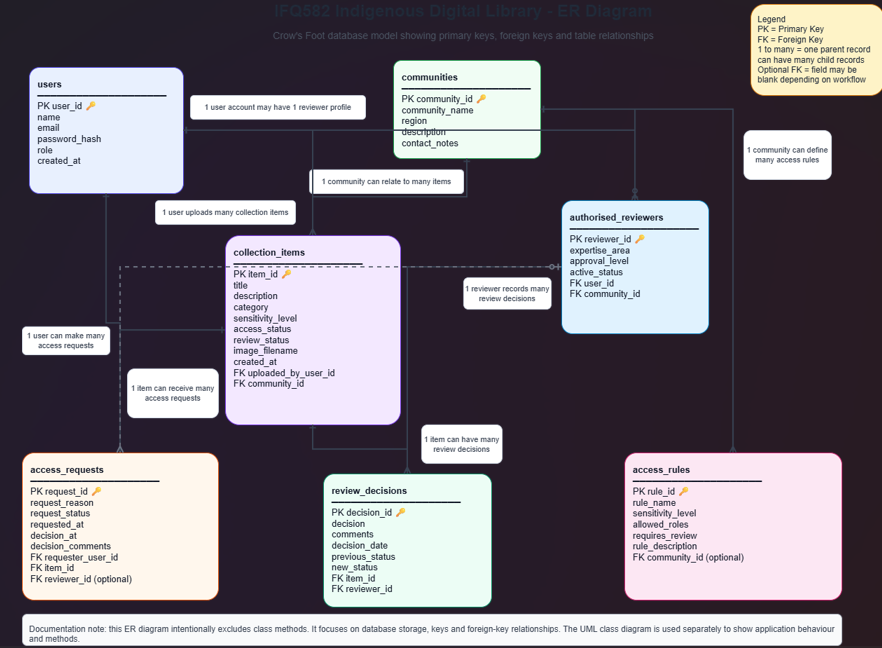 IFQ582 Indigenous Digital Library - ER Diagram
Crow's Foot database model showing primary keys, foreign keys and table relationships
Legend
PK = Primary Key
FK = Foreign Key
1 to many = one parent record
can have many child records
Optional FK = field may be
blank depending on workflow
users
PK user_id 🔑
name
email
password_hash
role
created_at
1 user account may have 1 reviewer profile
communities
PK community_id 🔑
community_name
region
description
contact_notes
1 community can define
many access rules
1 community can relate to many items
1 user uploads many collection items
authorised_reviewers
PK reviewer_id 🔑
expertise_area
approval_level
active_status
FK user_id
FK community_id
collection_items
PK item_id 🔑
title
description
category
sensitivity_level
access_status
review_status
image_filename
created_at
FK uploaded_by_user_id
FK community_id
1 reviewer records many
review decisions
1 user can make many
access requests
1 item can receive many
access requests
1 item can have many
review decisions
access_requests
PK request_id 🔑
request_reason
request_status
requested_at
decision_at
decision_comments
FK requester_user_id
FK item_id
FK reviewer_id (optional)
review_decisions
PK decision_id 🔑
decision
comments
decision_date
previous_status
new_status
FK item_id
FK reviewer_id
access_rules
PK rule_id 🔑
rule_name
sensitivity_level
allowed_roles
requires_review
rule_description
FK community_id (optional)
Documentation note: this ER diagram intentionally excludes class methods. It focuses on database storage, keys and foreign-key relationships. The UML class diagram is used separately to show application behaviour
and methods.